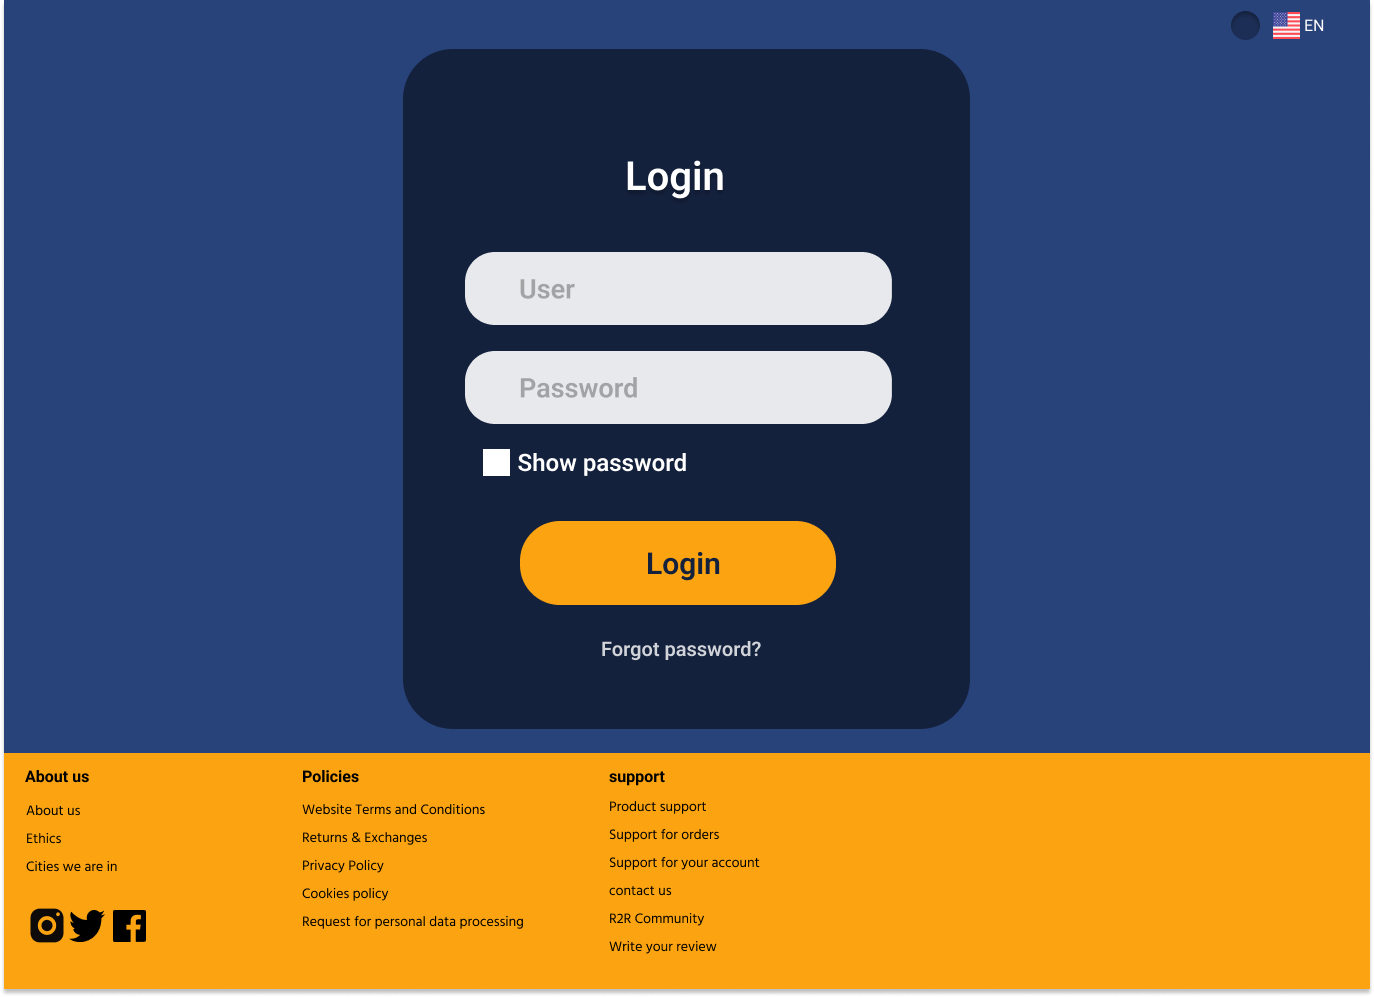 EN
Login
User
Password
Show password
Login
Forgot password?
About us
About us
Ethics
Cities we are in
Policies
Website Terms and Conditions
Returns & Exchanges
Privacy Policy
Cookies policy
Request for personal data processing
support
Product support
Support for orders
Support for your account
contact us
R2R Community
Write your review